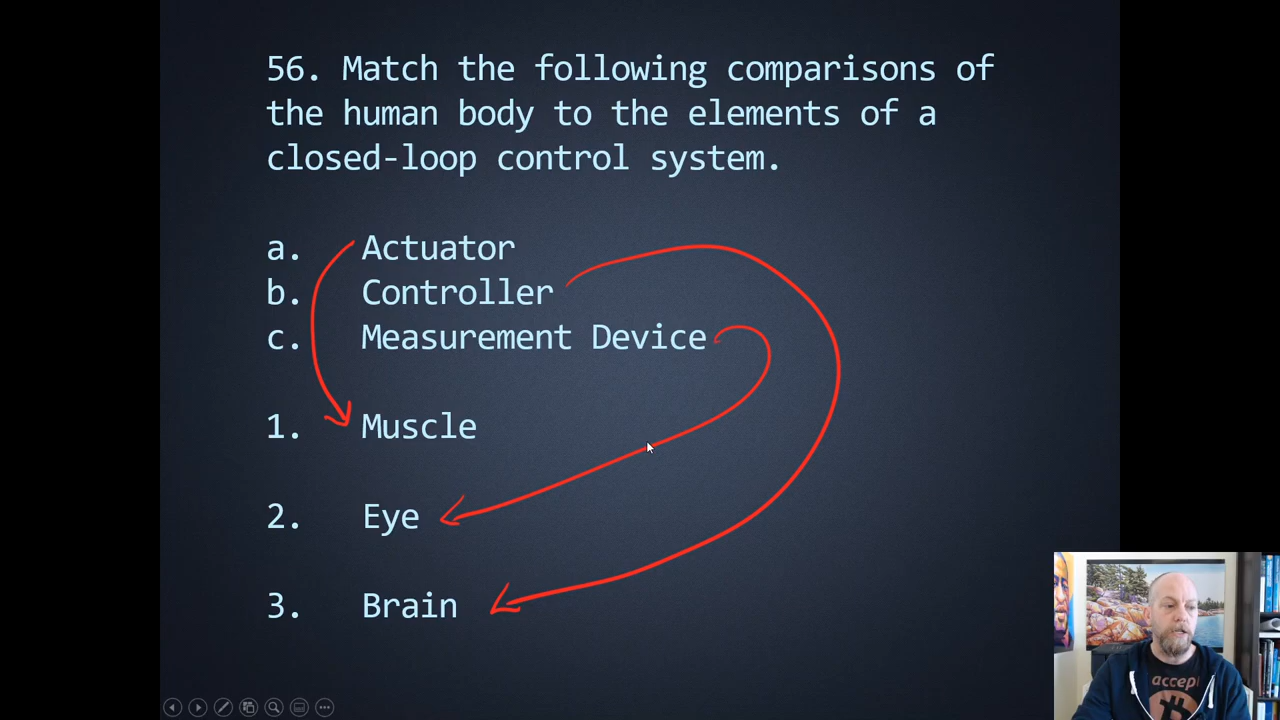 56. Match the following comparisons of
the human body to the elements of a
closed-loop control system.
a. Actuator
b. Controller
c. Measurement Device
1. Muscle
2. Eye
3. Brain
accept